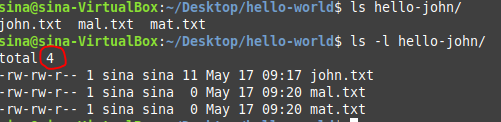 sina@sina-VirtualBox:~/Desktop/hello-world$ ls hello-john/
john.txt  mal.txt  mat.txt
sina@sina-VirtualBox:~/Desktop/hello-world$ ls -l hello-john/
total 4
-rw-rw-r-- 1 sina sina 11 May 17 09:17 john.txt
-rw-rw-r-- 1 sina sina  0 May 17 09:20 mal.txt
-rw-rw-r-- 1 sina sina  0 May 17 09:20 mat.txt